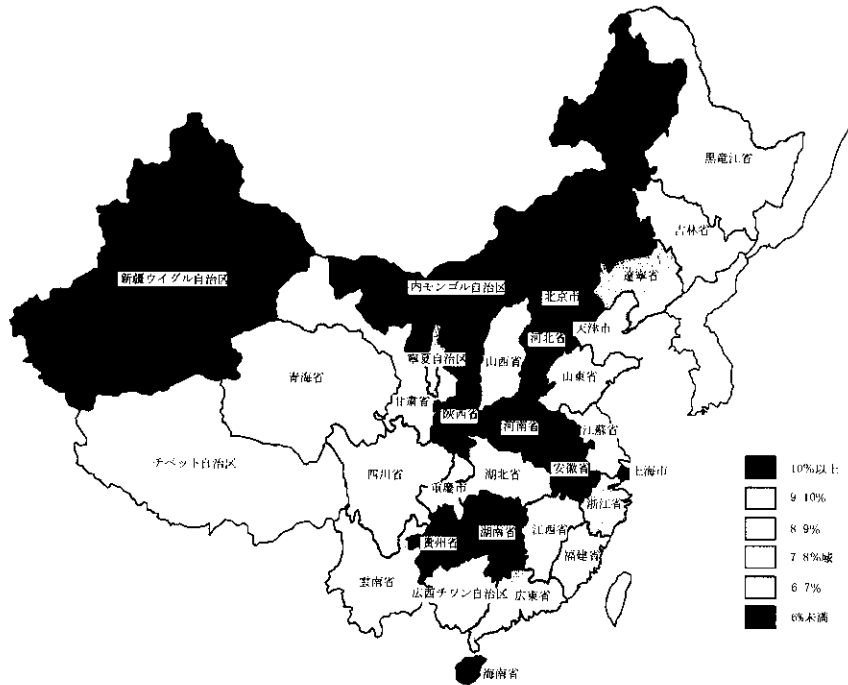 黒竜江省
吉林省
遼寧省
新疆ウイグル自治区
内モンゴル自治区
北京市
天津市
河北省
寧夏自治区
山西省
山東省
青海省
甘粛省
陝西省
河南省
江蘇省
チベット自治区
四川省
重慶市
湖北省
安徽省
上海市
浙江省
貴州省
湖南省
江西省
福建省
雲南省
広西チワン自治区
広東省
海南省
10%以上
9-10%
8-9%
7-8%域
6-7%
6%未満